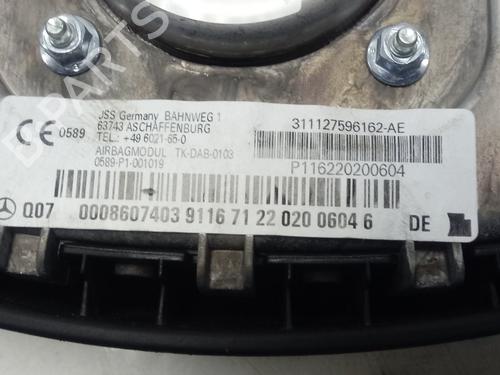 CE 0589
JSS Germany BAHNWEG 1
63743 ASCHAFFENBURG
TEL.: +49 6021-65-0
AIRBAGMODUL TK-DAB-0103
0589-P1-001019
311127596162-AE
P116220200604
Q07 0008607403 9116 71 22 020 0604 6 DE